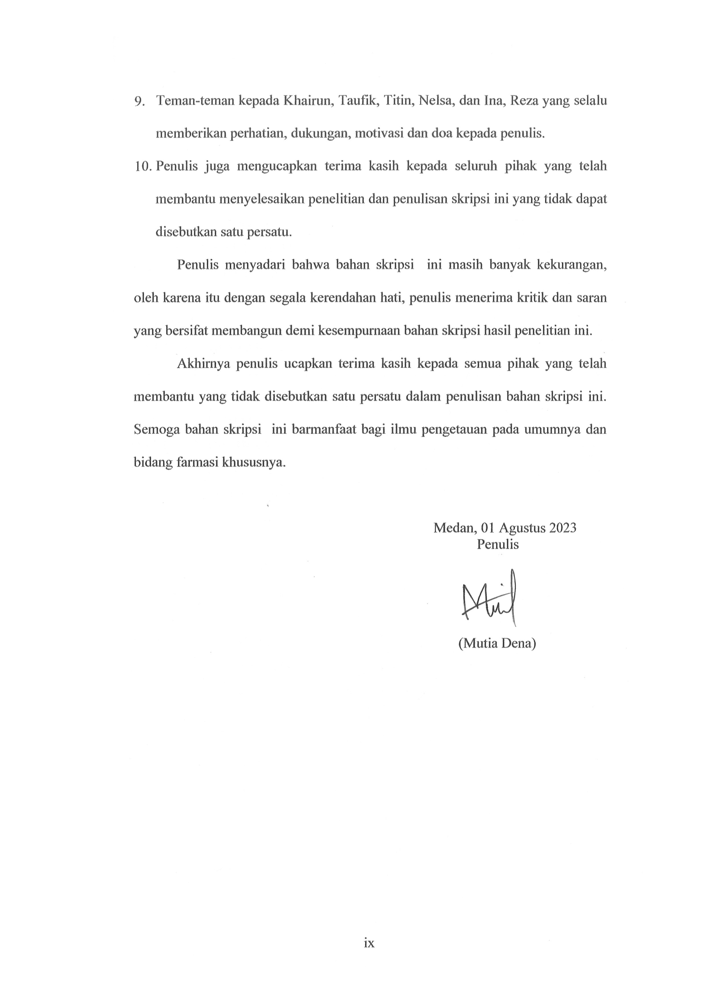 9. Teman-teman kepada Khairun, Taufik, Titin, Nelsa, dan Ina, Reza yang selalu
memberikan perhatian, dukungan, motivasi dan doa kepada penulis.
10. Penulis juga mengucapkan terima kasih kepada seluruh pihak yang telah
membantu menyelesaikan penelitian dan penulisan skripsi ini yang tidak dapat
disebutkan satu persatu.
Penulis menyadari bahwa bahan skripsi ini masih banyak kekurangan,
oleh karena itu dengan segala kerendahan hati, penulis menerima kritik dan saran
yang bersifat membangun demi kesempurnaan bahan skripsi hasil penelitian ini.
Akhirnya penulis ucapkan terima kasih kepada semua pihak yang telah
membantu yang tidak disebutkan satu persatu dalam penulisan bahan skripsi ini.
Semoga bahan skripsi ini barmanfaat bagi ilmu pengetauan pada umumnya dan
bidang farmasi khususnya.
Medan, 01 Agustus 2023
Penulis
(Mutia Dena)
ix